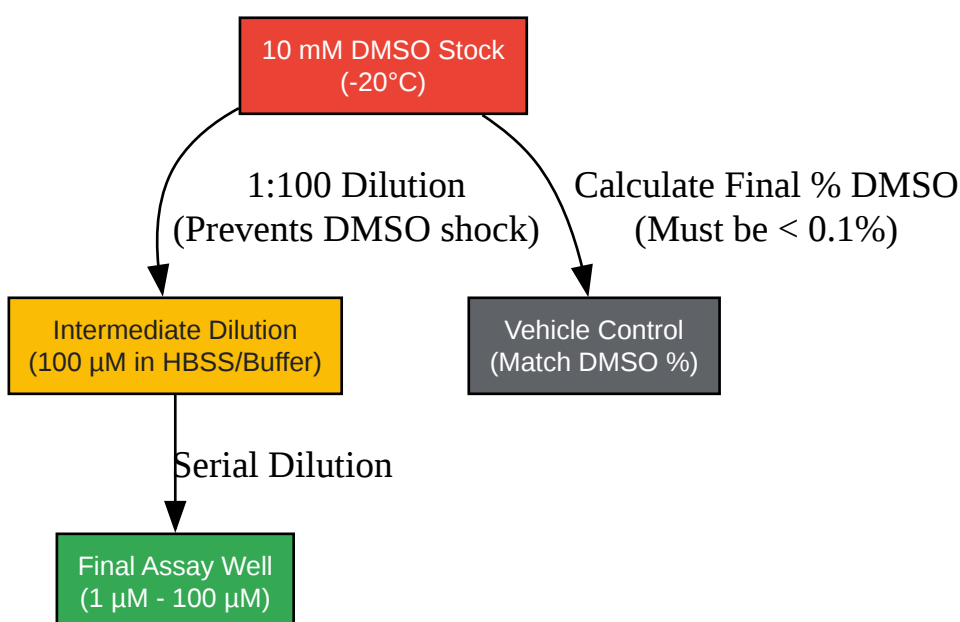 10 mM DMSO Stock
(-20°C)
1:100 Dilution
(Prevents DMSO shock)
Calculate Final % DMSO
(Must be < 0.1%)
Intermediate Dilution
(100 µM in HBSS/Buffer)
Vehicle Control
(Match DMSO %)
Serial Dilution
Final Assay Well
(1 µM - 100 µM)